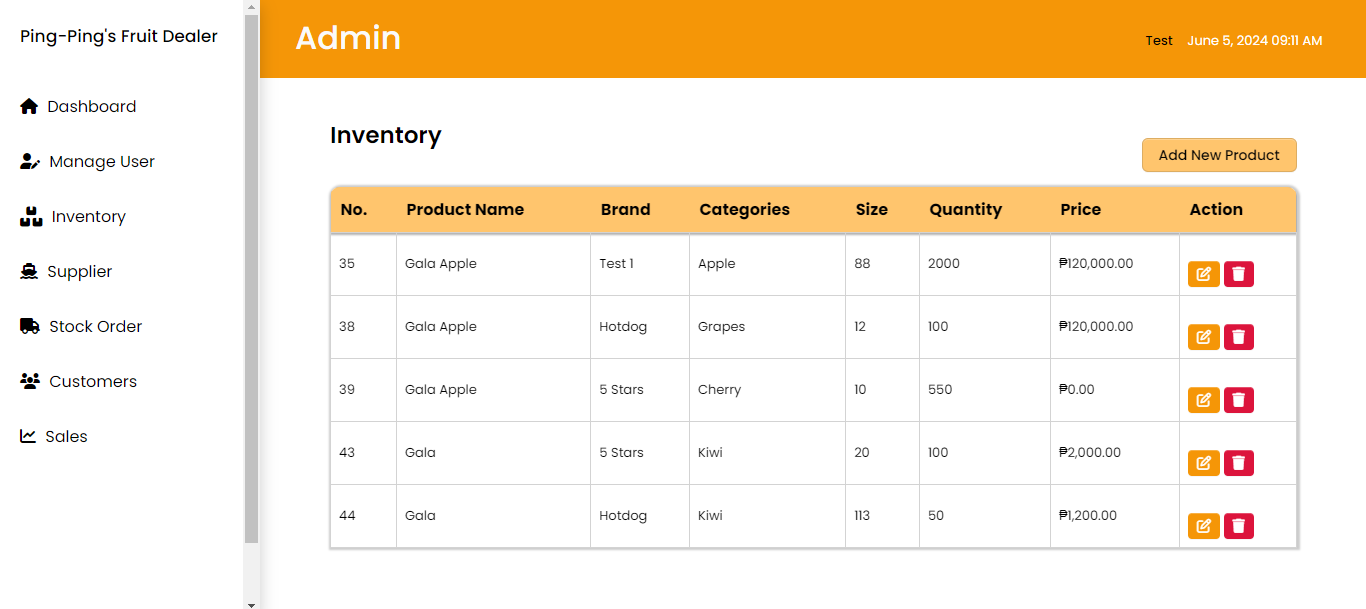 Ping-Ping's Fruit Dealer
Dashboard
Manage User
Inventory
Supplier
Stock Order
Customers
Sales
Admin
Test June 5, 2024 09:11 AM
Inventory
Add New Product
No. Product Name Brand Categories Size Quantity Price Action
35 Gala Apple Test 1 Apple 88 2000 ₱120,000.00
38 Gala Apple Hotdog Grapes 12 100 ₱120,000.00
39 Gala Apple 5 Stars Cherry 10 550 ₱0.00
43 Gala 5 Stars Kiwi 20 100 ₱2,000.00
44 Gala Hotdog Kiwi 113 50 ₱1,200.00